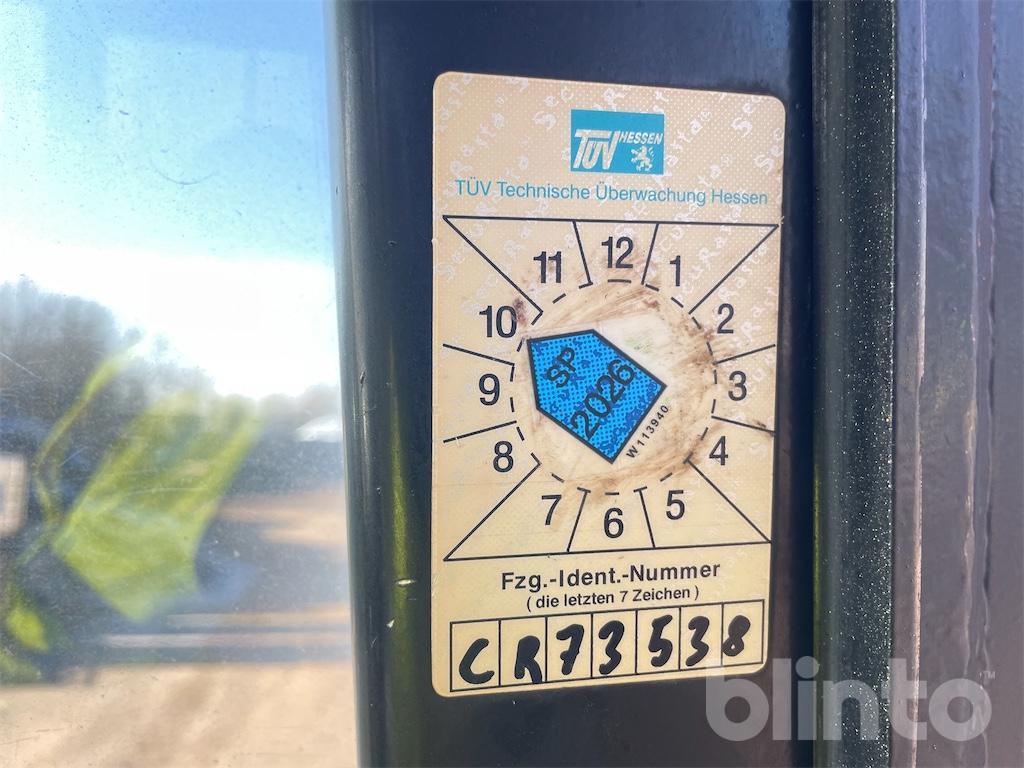 TÜV HESSEN
TÜV Technische Überwachung Hessen
12
11
1
10
2
9
3
8
4
7
5
6
SP
2026
W113940
Fzg.-Ident.-Nummer
( die letzten 7 Zeichen )
CR73538
blinto™